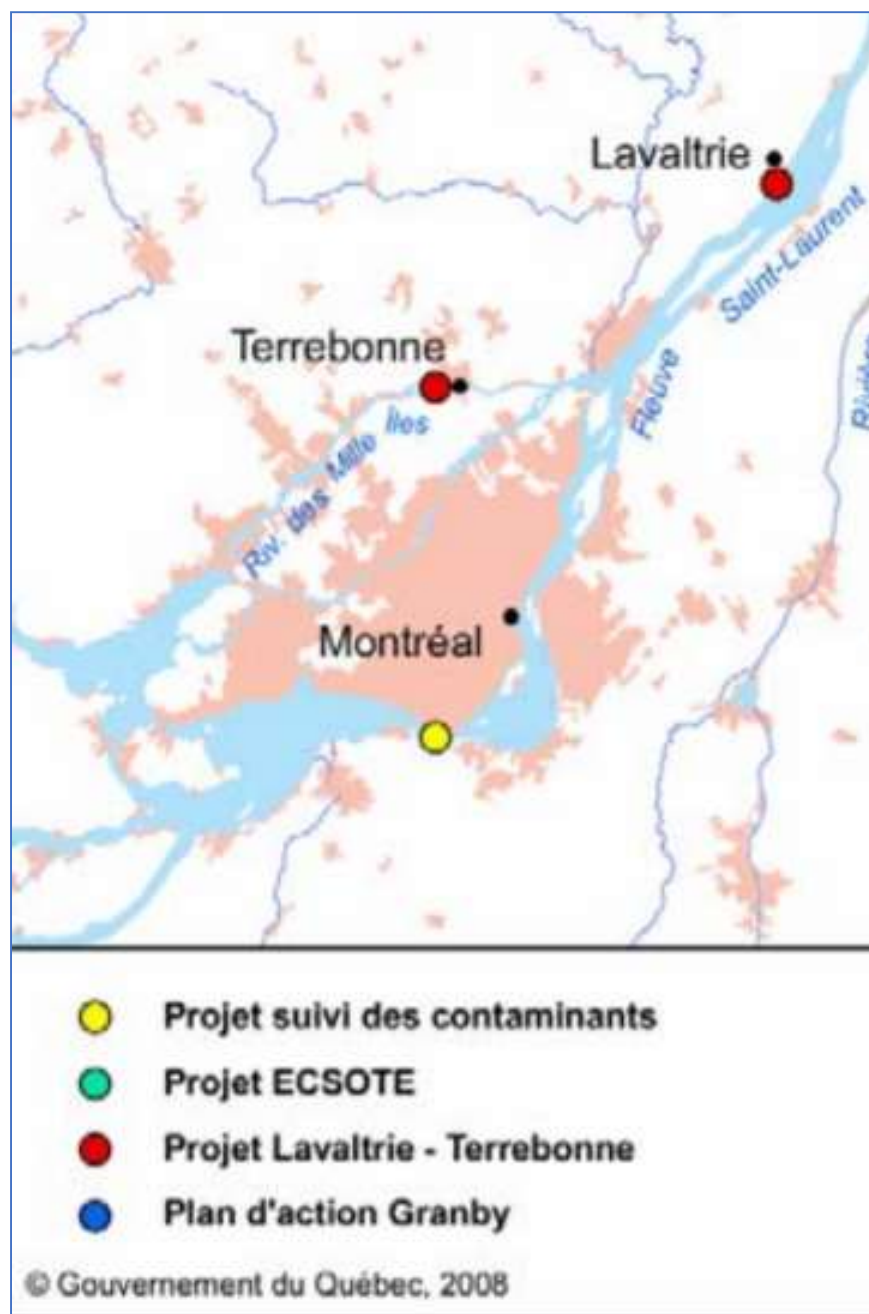 Lavaltrie
Saint-Laurent
Terrebonne
Fleuve
Riv. des Mille Îles
Montréal
Projet suivi des contaminants
Projet ECSOTE
Projet Lavaltrie - Terrebonne
Plan d'action Granby
© Gouvernement du Québec, 2008